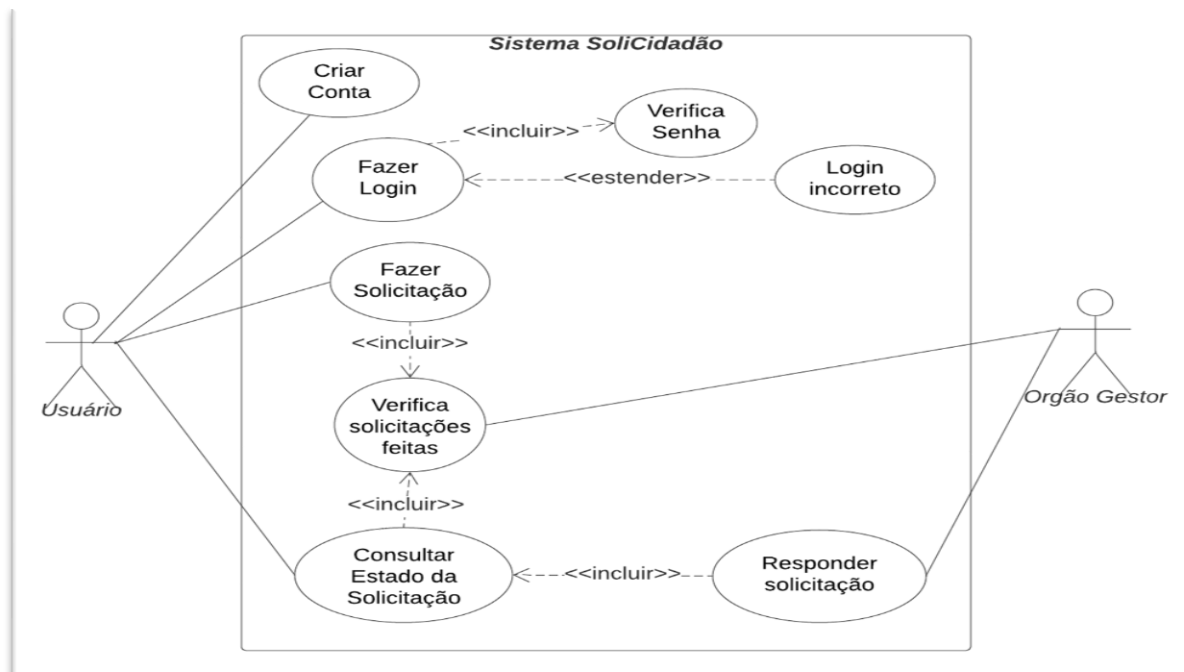 Sistema SoliCidadão
Criar
Conta
<<incluir>>
Verifica
Senha
Fazer
Login
<<estender>>
Login
incorreto
Fazer
Solicitação
<<incluir>>
Usuário
Orgão Gestor
Verifica
solicitações
feitas
<<incluir>>
Consultar
Estado da
Solicitação
<<incluir>>
Responder
solicitação